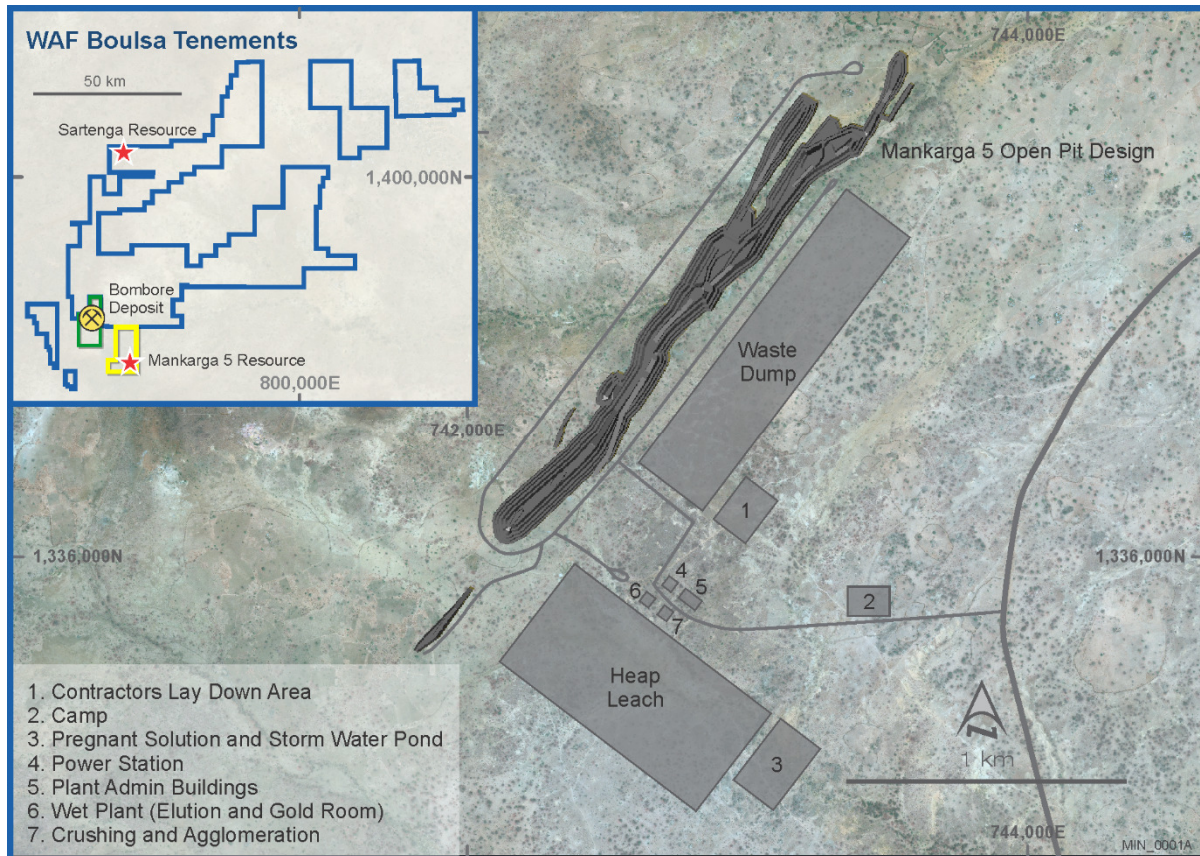 WAF Boulsa Tenements
50 km
Sartenga Resource
1,400,000N
Bombore
Deposit
Mankarga 5 Resource
800,000E
744,000E
Mankarga 5 Open Pit Design
742,000E
Waste
Dump
1
1,336,000N
1,336,000N
4
5
6
7
2
Heap
Leach
3
1 km
744,000E
1. Contractors Lay Down Area
2. Camp
3. Pregnant Solution and Storm Water Pond
4. Power Station
5. Plant Admin Buildings
6. Wet Plant (Elution and Gold Room)
7. Crushing and Agglomeration
MIN_0001A